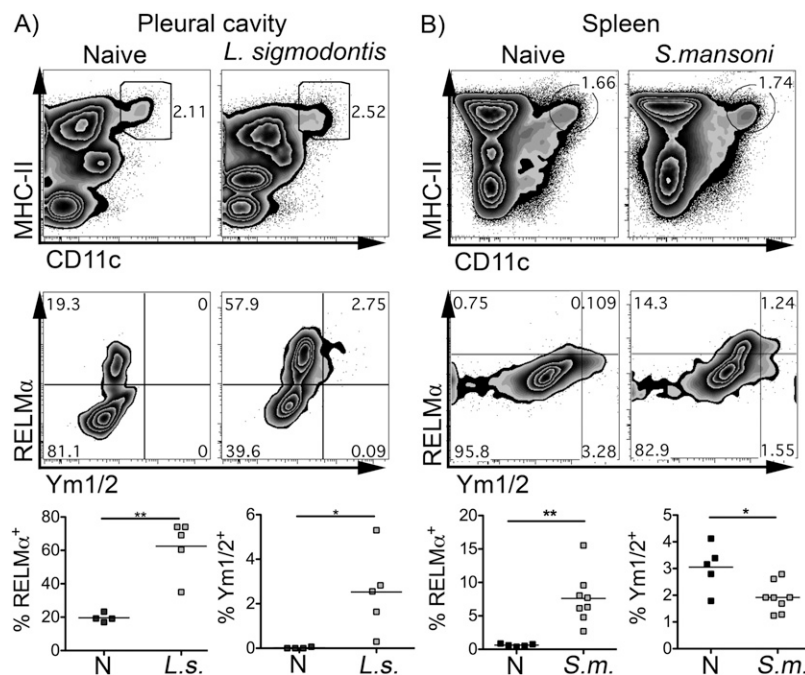 A) Pleural cavity B) Spleen
Naive L. sigmodontis Naive S.mansoni
2.11 2.52 1.66 1.74
MHC-II MHC-II
CD11c CD11c
19.3 0 57.9 2.75 0.75 0.109 14.3 1.24
RELMα RELMα
81.1 0 39.6 0.09 95.8 3.28 82.9 1.55
Ym1/2 Ym1/2
% RELMα+ 80 60 40 20 0 ** N L.s.
% Ym1/2+ 6 4 2 0 * N L.s.
% RELMα+ 20 15 10 5 0 ** N S.m.
% Ym1/2+ 5 4 3 2 1 0 * N S.m.